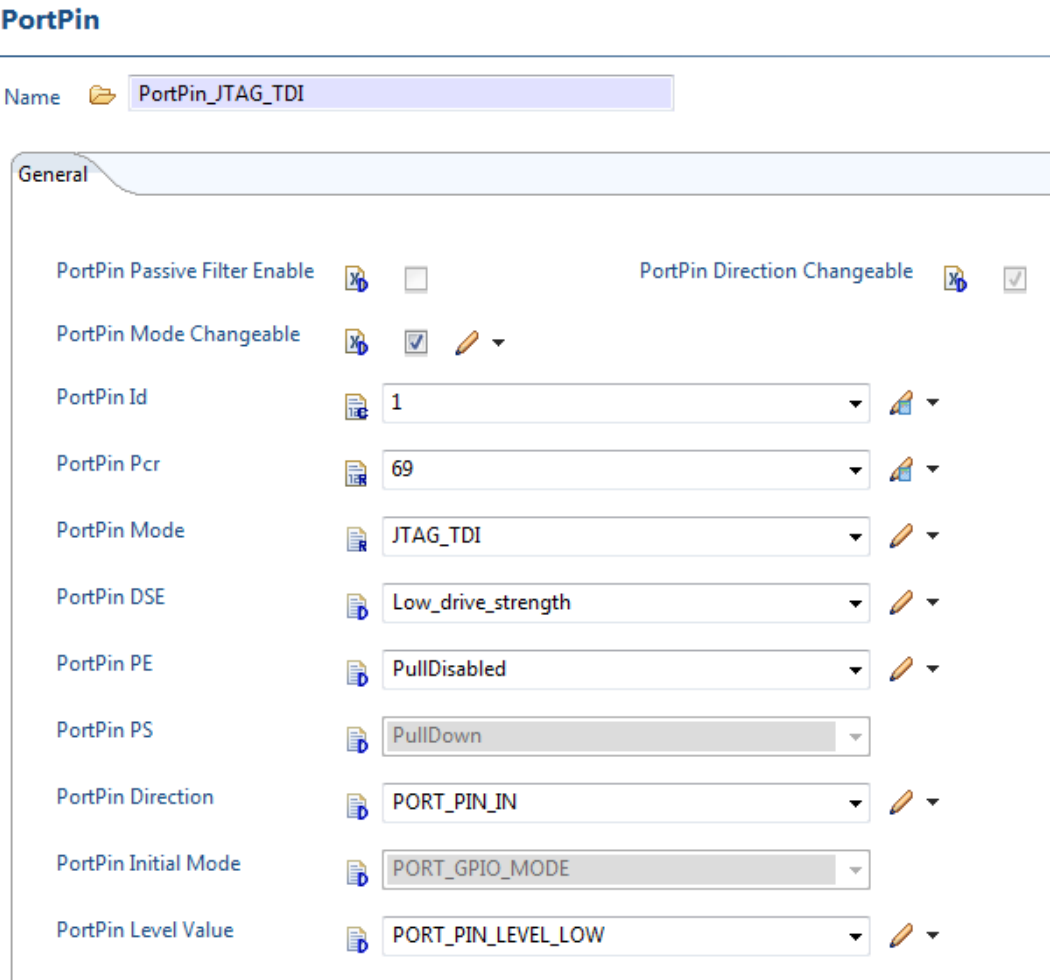 PortPin
Name PortPin_JTAG_TDI
General
PortPin Passive Filter Enable PortPin Direction Changeable
PortPin Mode Changeable
PortPin Id 1
PortPin Pcr 69
PortPin Mode JTAG_TDI
PortPin DSE Low_drive_strength
PortPin PE PullDisabled
PortPin PS PullDown
PortPin Direction PORT_PIN_IN
PortPin Initial Mode PORT_GPIO_MODE
PortPin Level Value PORT_PIN_LEVEL_LOW